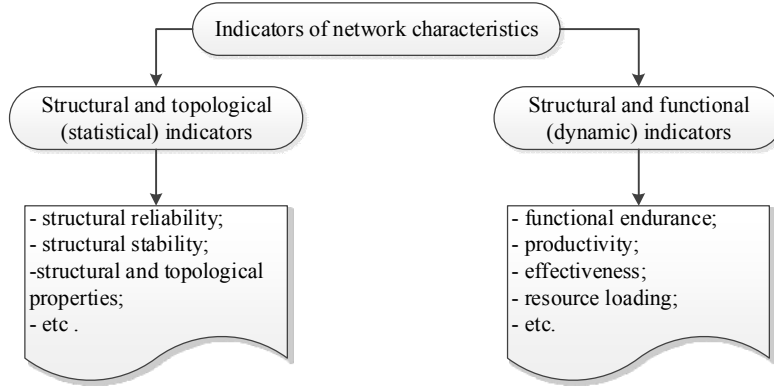 Indicators of network characteristics
Structural and topological
(statistical) indicators
Structural and functional
(dynamic) indicators
- structural reliability;
- structural stability;
-structural and topological
properties;
- etc .
- functional endurance;
- productivity;
- effectiveness;
- resource loading;
- etc.